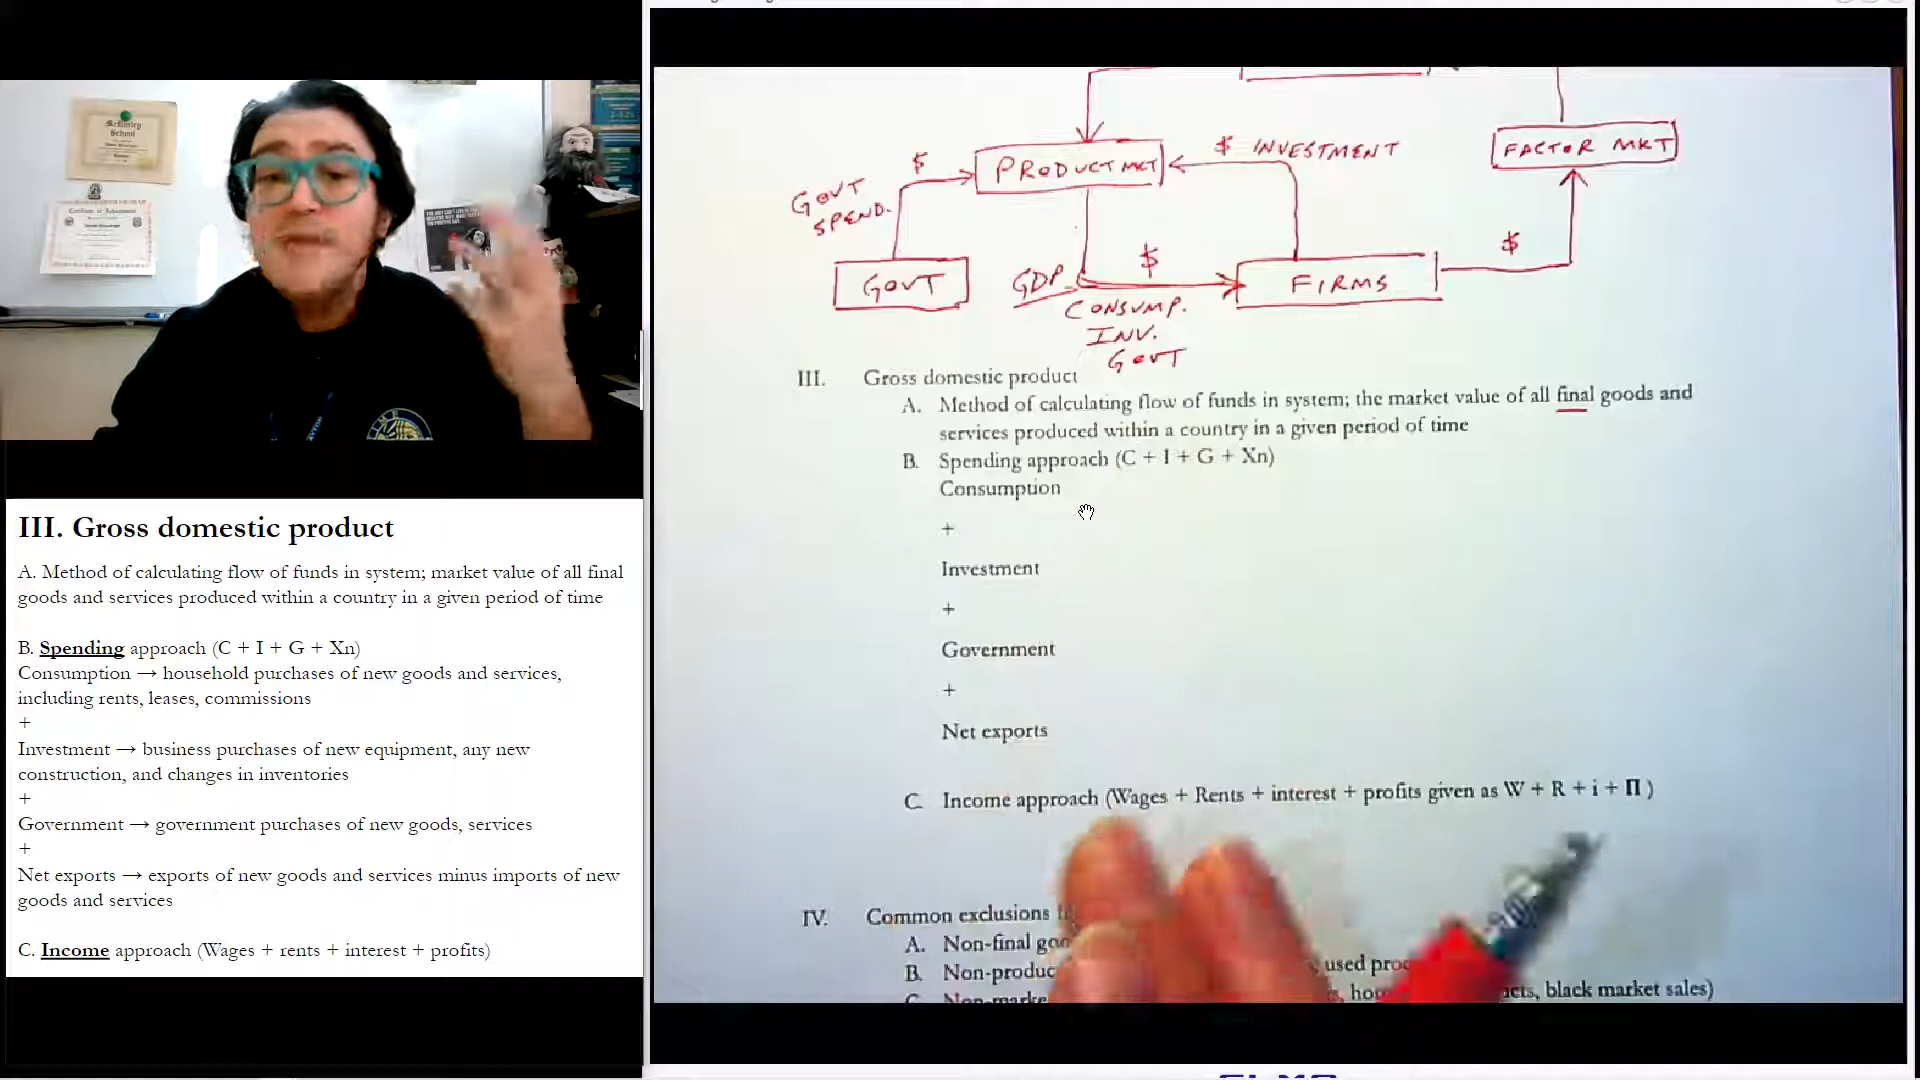 McKinley
School
Certificate of Achievement
III. Gross domestic product
A. Method of calculating flow of funds in system; market value of all final
goods and services produced within a country in a given period of time
B. Spending approach (C + I + G + Xn)
Consumption → household purchases of new goods and services,
including rents, leases, commissions
+
Investment → business purchases of new equipment, any new
construction, and changes in inventories
+
Government → government purchases of new goods, services
+
Net exports → exports of new goods and services minus imports of new
goods and services
C. Income approach (Wages + rents + interest + profits)
$ INVESTMENT
FACTOR MKT
$
PRODUCT MKT
GOVT
SPEND.
$
$
GOVT
GDP
FIRMS
CONSUMP.
INV.
GOVT
III. Gross domestic product
A. Method of calculating flow of funds in system; the market value of all final goods and
services produced within a country in a given period of time
B. Spending approach (C + I + G + Xn)
Consumption
+
Investment
+
Government
+
Net exports
C. Income approach (Wages + Rents + interest + profits given as W + R + i + Π )
IV. Common exclusions
A. Non-final
B. Non-produc used
C. black market sales)